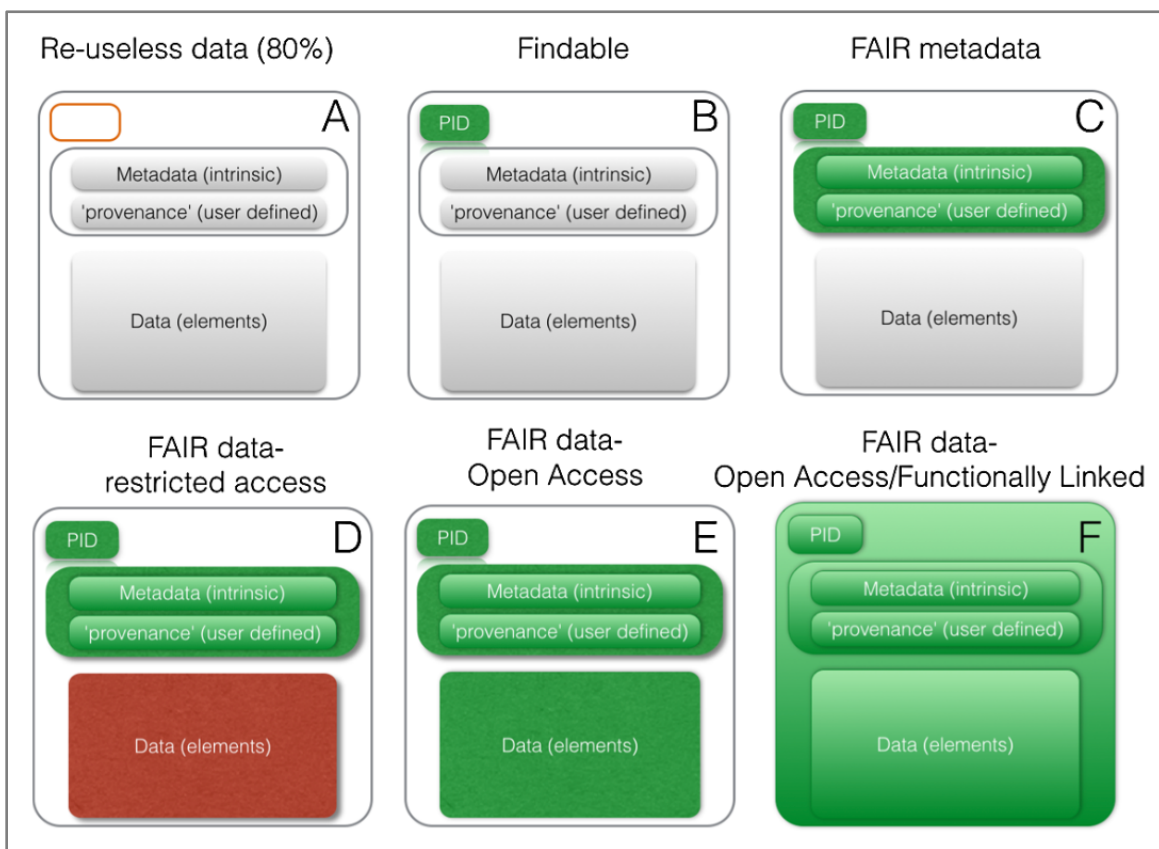 Re-useless data (80%)
A
Metadata (intrinsic)
'provenance' (user defined)
Data (elements)
Findable
PID
B
Metadata (intrinsic)
'provenance' (user defined)
Data (elements)
FAIR metadata
PID
C
Metadata (intrinsic)
'provenance' (user defined)
Data (elements)
FAIR data-
restricted access
PID
D
Metadata (intrinsic)
'provenance' (user defined)
Data (elements)
FAIR data-
Open Access
PID
E
Metadata (intrinsic)
'provenance' (user defined)
Data (elements)
FAIR data-
Open Access/Functionally Linked
PID
F
Metadata (intrinsic)
'provenance' (user defined)
Data (elements)